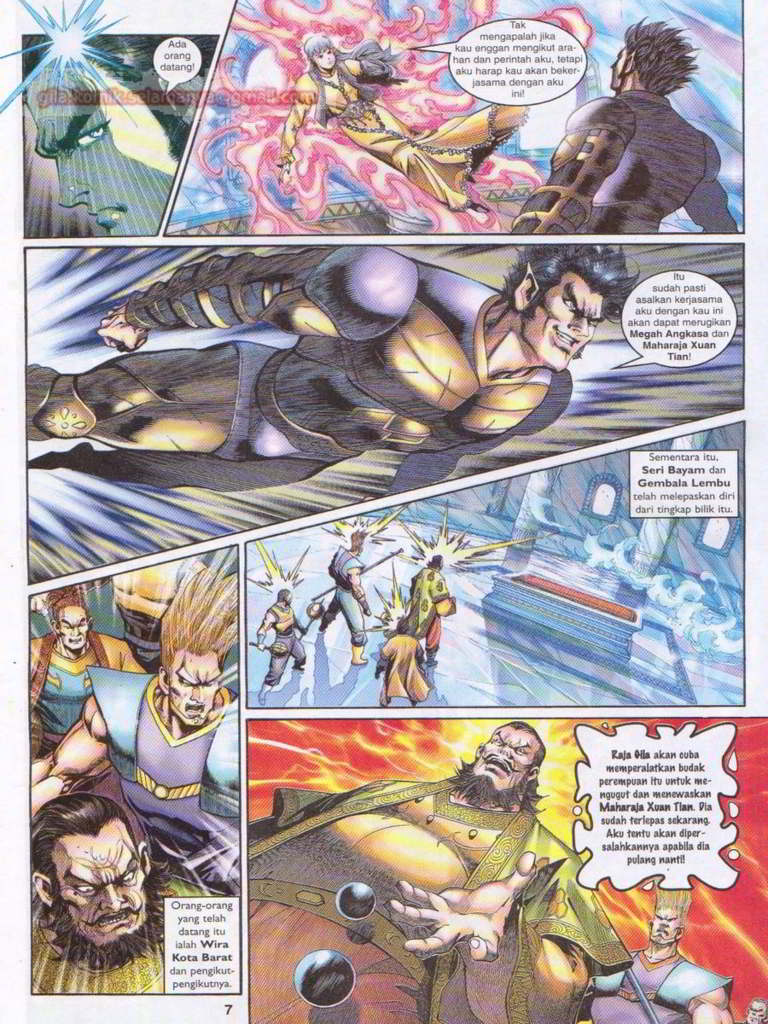 Ada
orang
datang!
Tak
mengapalah jika
kau enggan mengikut ara-
han dan perintah aku, tetapi
aku harap kau akan beker-
jasama dengan aku
ini!
Itu
sudah pasti
asalkan kerjasama
aku dengan kau ini
akan dapat merugikan
Megah Angkasa dan
Maharaja Xuan
Tian!
Sementara itu,
Seri Bayam dan
Gembala Lembu
telah melepaskan diri
dari tingkap bilik itu.
Orang-orang
yang telah
datang itu
ialah Wira
Kota Barat
dan pengikut-
pengikutnya.
Raja Gila akan cuba
memperalatkan budak
perempuan itu untuk me-
ngugut dan menewaskan
Maharaja Xuan Tian. Dia
sudah terlepas sekarang.
Aku tentu akan diper-
salahkannya apabila dia
pulang nanti!
7